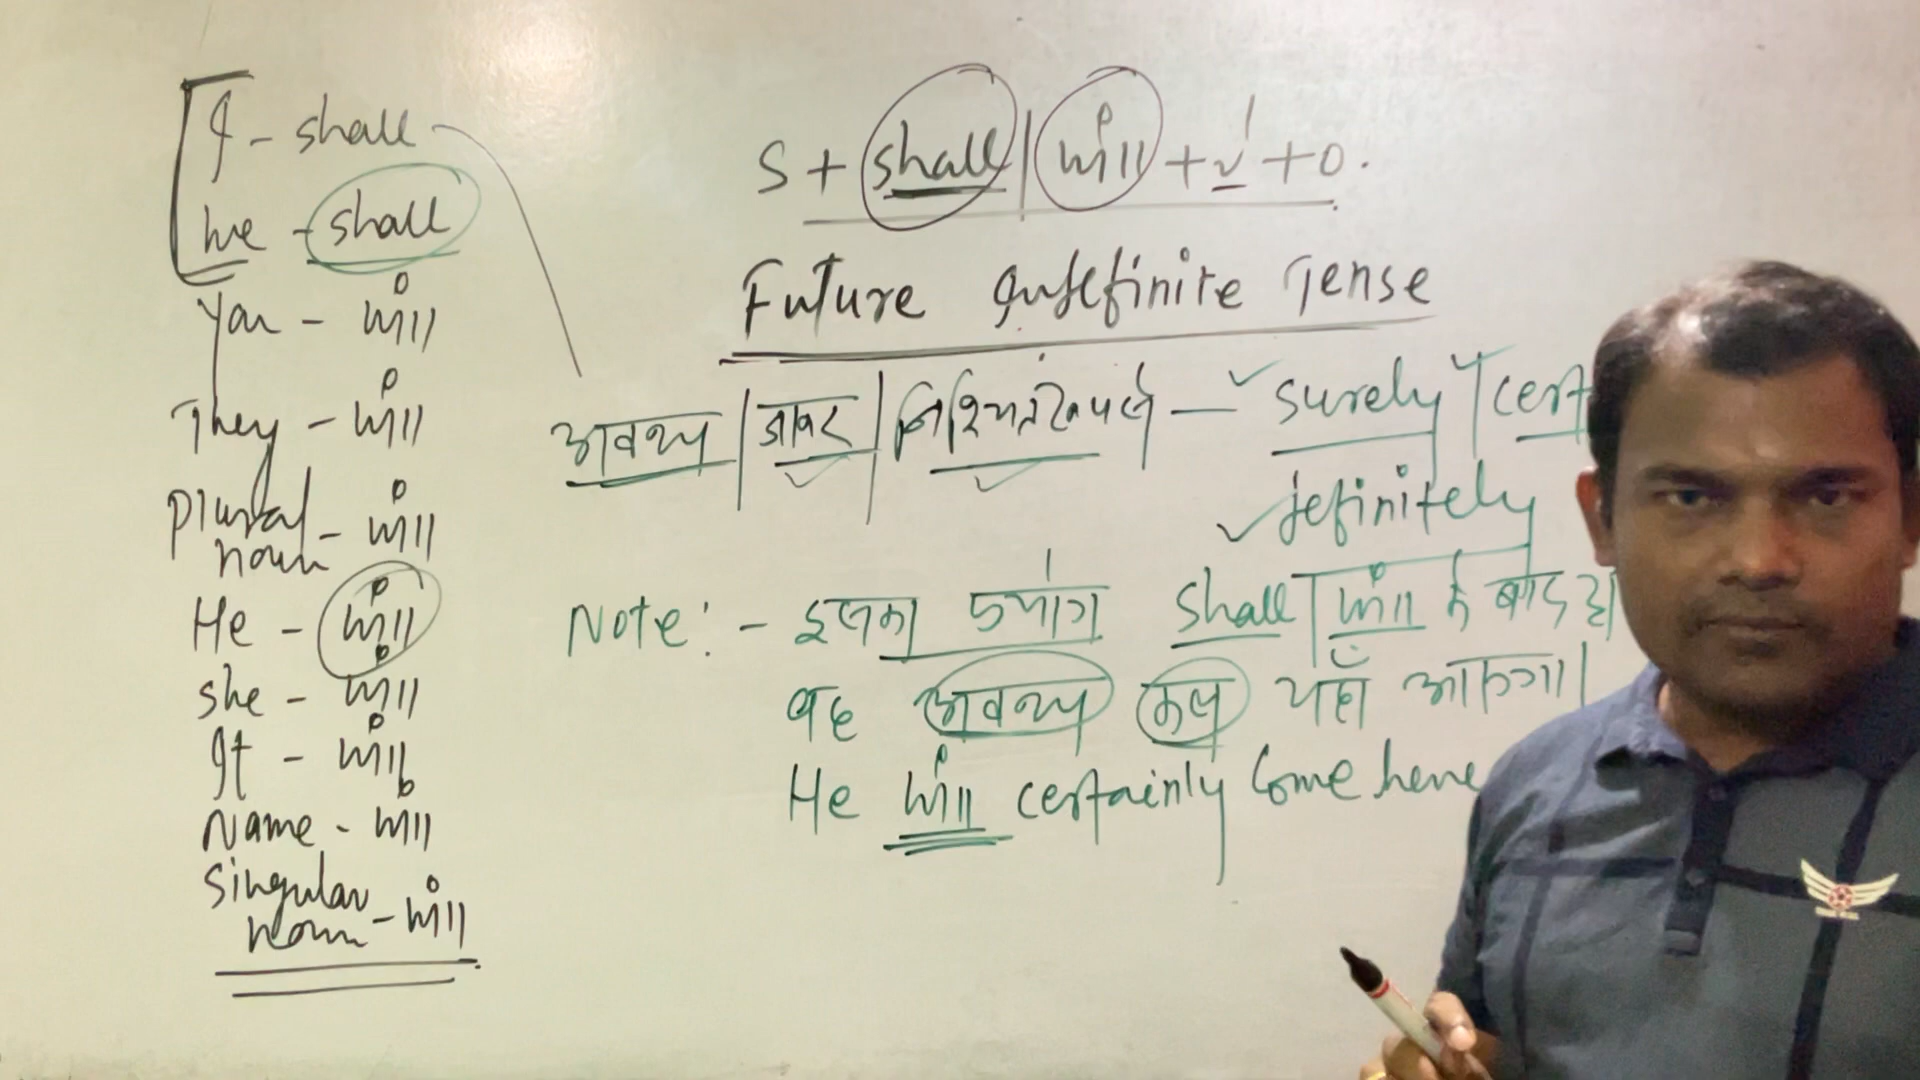 I - shall
We - shall
You - will
They - will
Plural noun - will
He - will
She - will
It - will
Name - will
Singular noun - will
S + shall | will + v¹ + o.
Future Indefinite Tense
अवश्य | जरूर | निश्चित रूप से — surely | cert
definitely
Note :- इसका प्रयोग shall | will के बाद हो
वह अवश्य कल यहाँ आएगा।
He will certainly come here